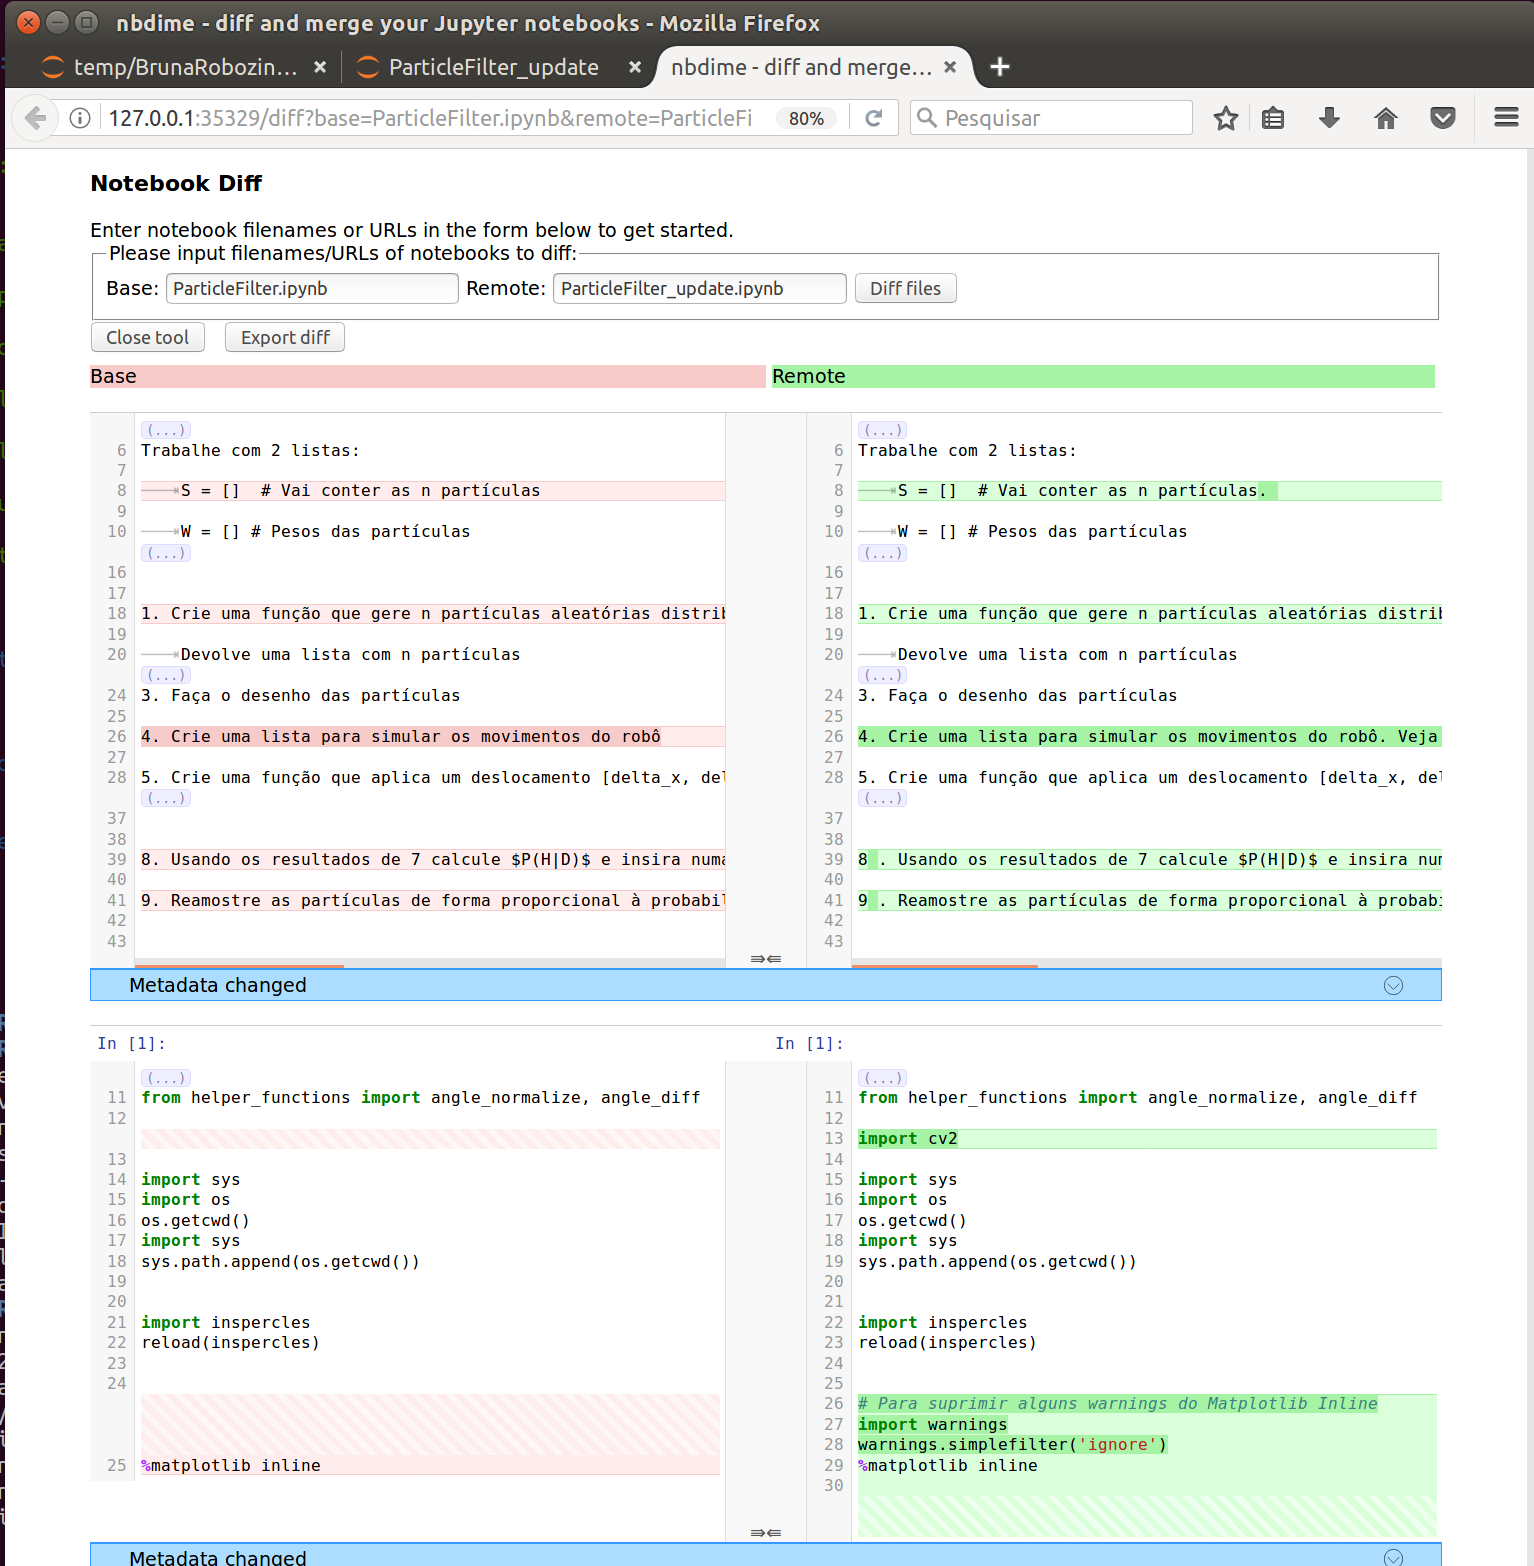 nbdime - diff and merge your Jupyter notebooks - Mozilla Firefox
temp/BrunaRobozin... × ParticleFilter_update × nbdime - diff and merge... × +
127.0.0.1:35329/diff?base=ParticleFilter.ipynb&remote=ParticleFi 80% Pesquisar
Notebook Diff
Enter notebook filenames or URLs in the form below to get started.
Please input filenames/URLs of notebooks to diff:
Base: ParticleFilter.ipynb Remote: ParticleFilter_update.ipynb Diff files
Close tool Export diff
Base
(...)
6 Trabalhe com 2 listas:
7
8 S = []  # Vai conter as n partículas
9
10 W = [] # Pesos das partículas
(...)
16
17
18 1. Crie uma função que gere n partículas aleatórias distrib
19
20 Devolve uma lista com n partículas
(...)
24 3. Faça o desenho das partículas
25
26 4. Crie uma lista para simular os movimentos do robô
27
28 5. Crie uma função que aplica um deslocamento [delta_x, del
(...)
37
38
39 8. Usando os resultados de 7 calcule $P(H|D)$ e insira numa
40
41 9. Reamostre as partículas de forma proporcional à probabil
42
43
Remote
(...)
6 Trabalhe com 2 listas:
7
8 S = []  # Vai conter as n partículas.
9
10 W = [] # Pesos das partículas
(...)
16
17
18 1. Crie uma função que gere n partículas aleatórias distrib
19
20 Devolve uma lista com n partículas
(...)
24 3. Faça o desenho das partículas
25
26 4. Crie uma lista para simular os movimentos do robô. Veja
27
28 5. Crie uma função que aplica um deslocamento [delta_x, del
(...)
37
38
39 8 . Usando os resultados de 7 calcule $P(H|D)$ e insira num
40
41 9 . Reamostre as partículas de forma proporcional à probabi
42
43
Metadata changed
In [1]:
(...)
11 from helper_functions import angle_normalize, angle_diff
12
13
14 import sys
15 import os
16 os.getcwd()
17 import sys
18 sys.path.append(os.getcwd())
19
20
21 import inspercles
22 reload(inspercles)
23
24
25 %matplotlib inline
In [1]:
(...)
11 from helper_functions import angle_normalize, angle_diff
12
13 import cv2
14
15 import sys
16 import os
17 os.getcwd()
18 import sys
19 sys.path.append(os.getcwd())
20
21
22 import inspercles
23 reload(inspercles)
24
25
26 # Para suprimir alguns warnings do Matplotlib Inline
27 import warnings
28 warnings.simplefilter('ignore')
29 %matplotlib inline
30
Metadata changed